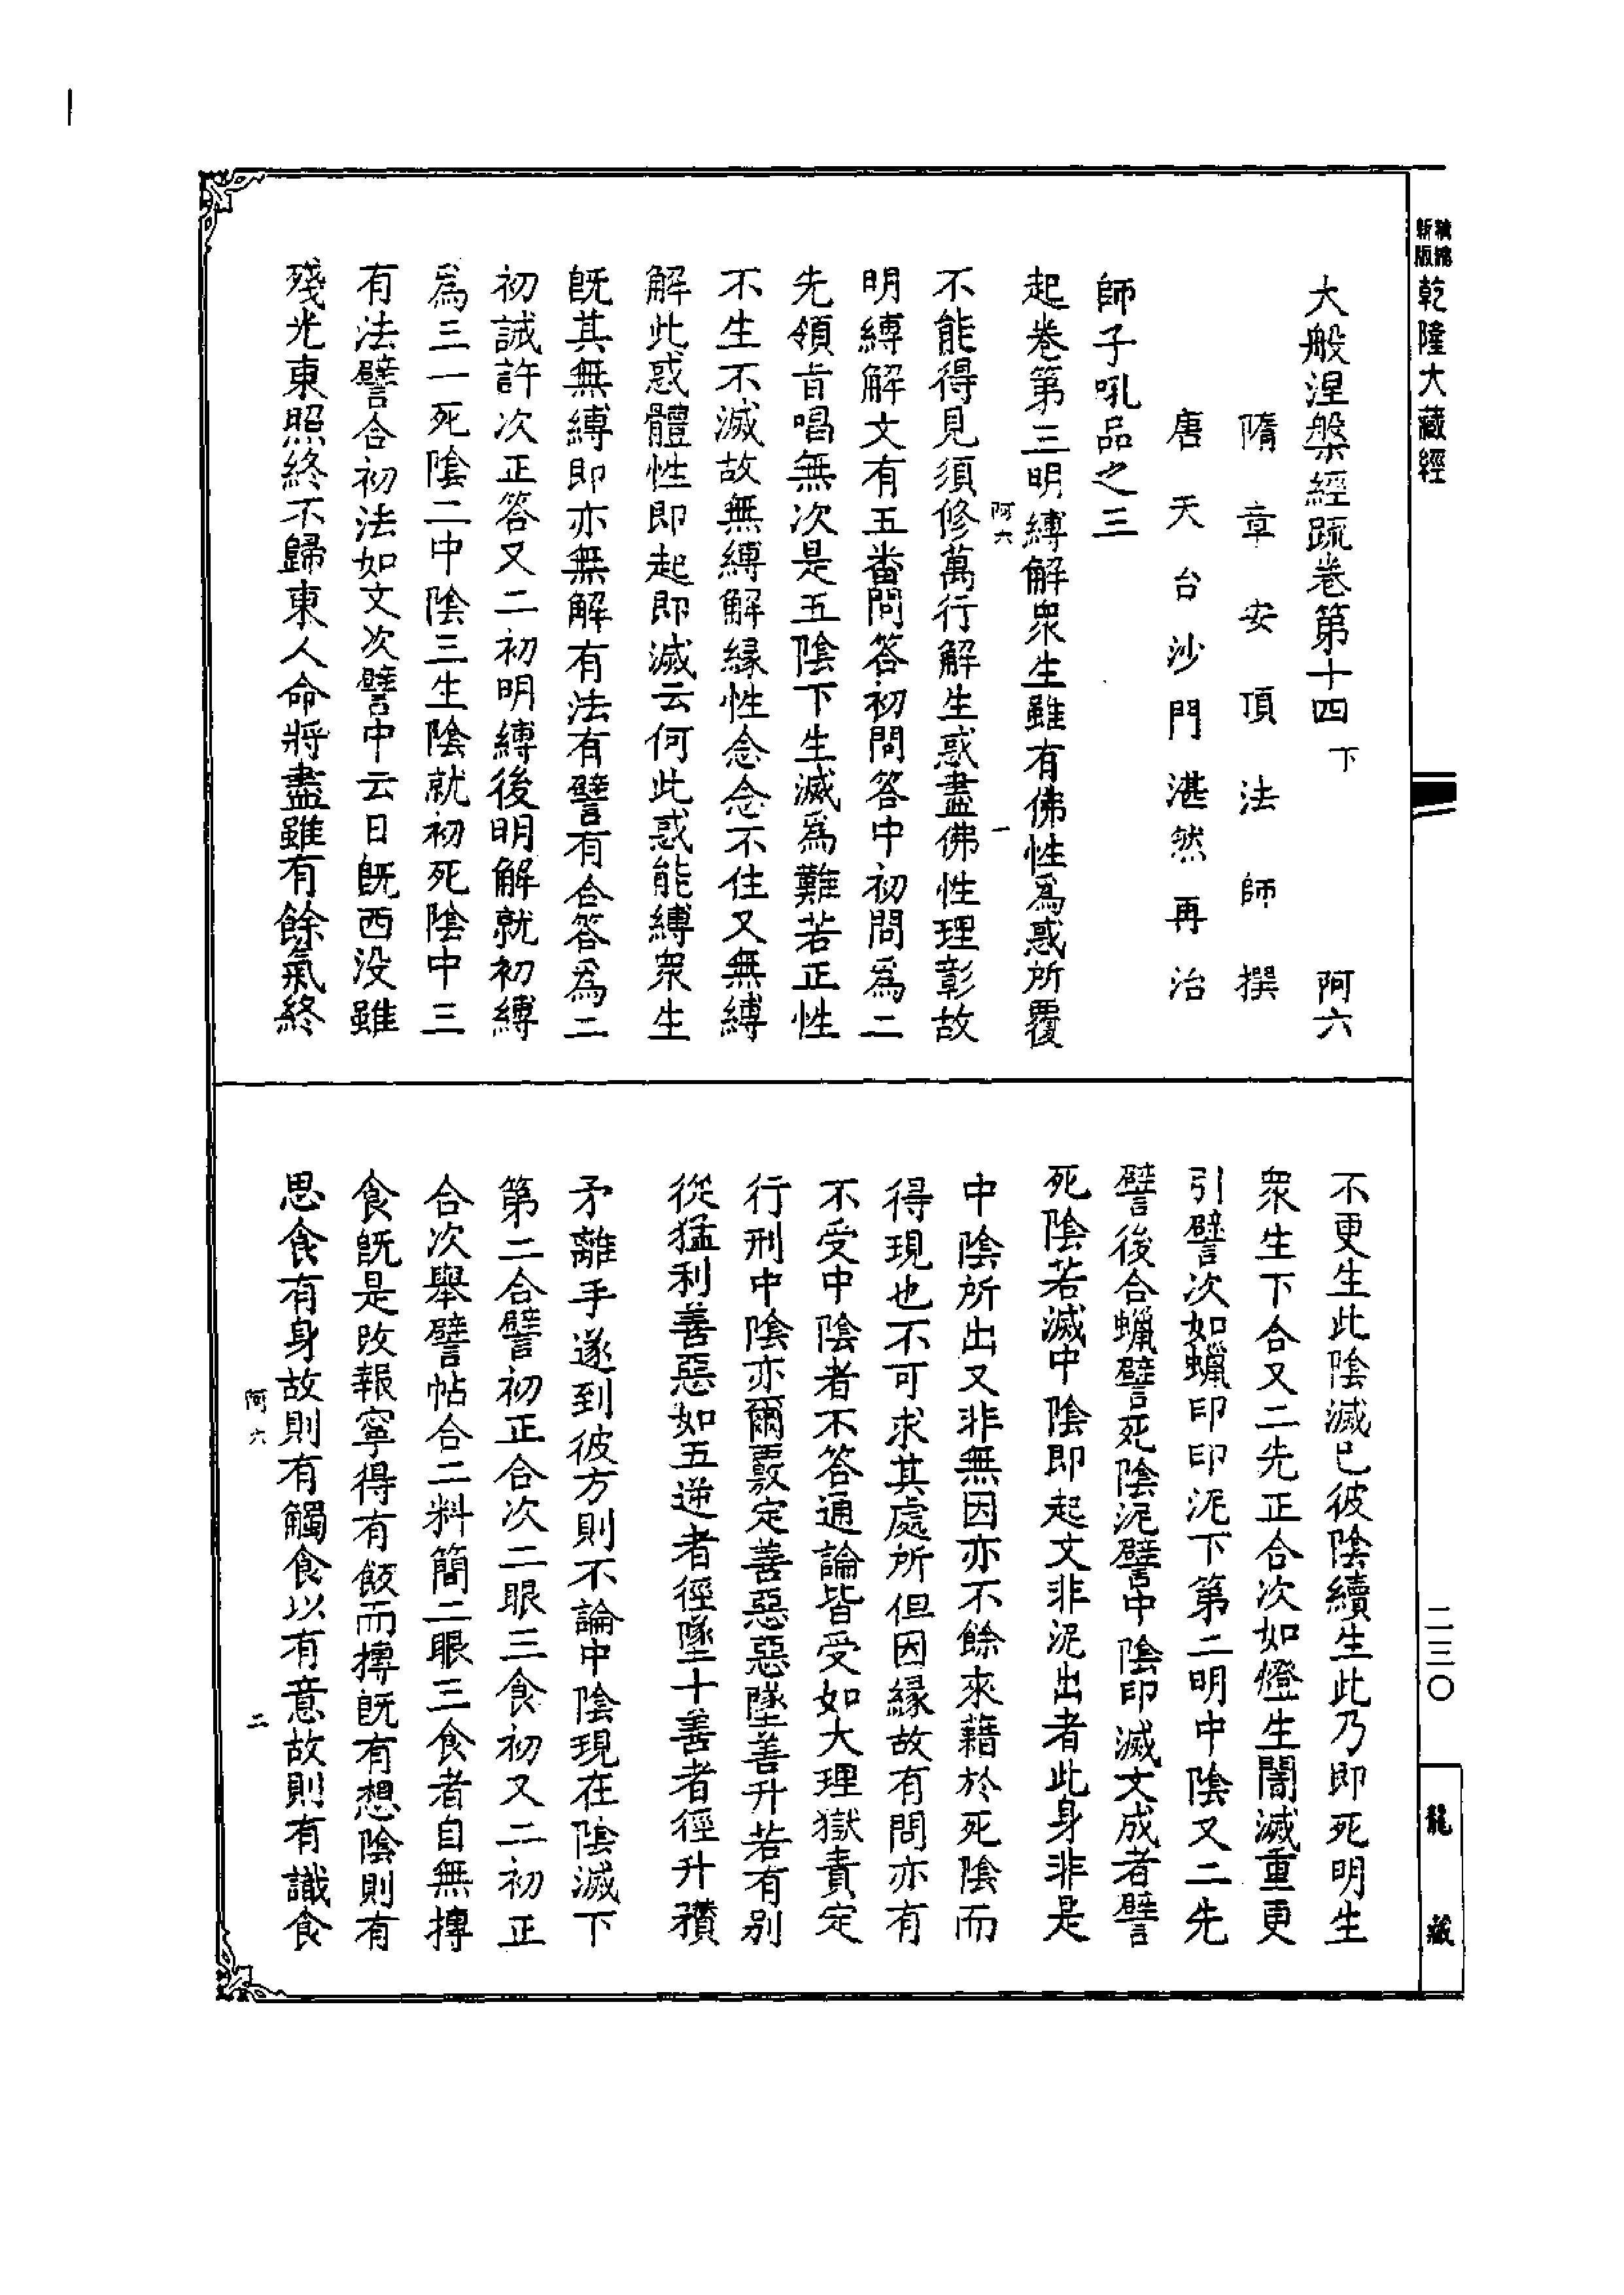 新版
精縮
乾隆大藏經
大般涅槃經疏卷第十四下 阿六
隋章安頂法師撰
唐天台沙門湛然再治
師子吼品之三
起卷第三明縛解衆生雖有佛性爲惑所覆
阿六 一
不能得見須修萬行解生惑盡佛性理彰故
明縛解文有五番問答初問答中初問爲二
先領旨唱無次是五陰下生滅爲難若正性
不生不滅故無縛解緣性念念不住又無縛
解此惑體性即起即滅云何此惑能縛衆生
旣其無縛即亦無解有法有譬有合答爲二
初誡許次正答又二初明縛後明解就初縛
爲三一死陰二中陰三生陰就初死陰中三
有法譬合初法如文次譬中云日旣西没雖
殘光東照終不歸東人命將盡雖有餘氣終
不更生此陰滅已彼陰續生此乃即死明生
衆生下合又二先正合次如燈生闇滅重更
引譬次如蠟印印泥下第二明中陰又二先
譬後合蠟譬死陰泥譬中陰印滅文成者譬
死陰若滅中陰即起文非泥出者此身非是
中陰所出又非無因亦不餘來藉於死陰而
得現也不可求其處所但因緣故有問亦有
不受中陰者不答通論皆受如大理獄責定
行刑中陰亦爾覈定善惡惡墜善升若有別
從猛利善惡如五逆者徑墜十善者徑升穳
矛離手遂到彼方則不論中陰現在陰滅下
第二合譬初正合次二眼三食初又二初正
合次舉譬帖合二料簡二眼三食者自無摶
食旣是改報寧得有飯而摶旣有想陰則有
思食有身故則有觸食以有意故則有識食
阿六 二
二三〇
龍藏